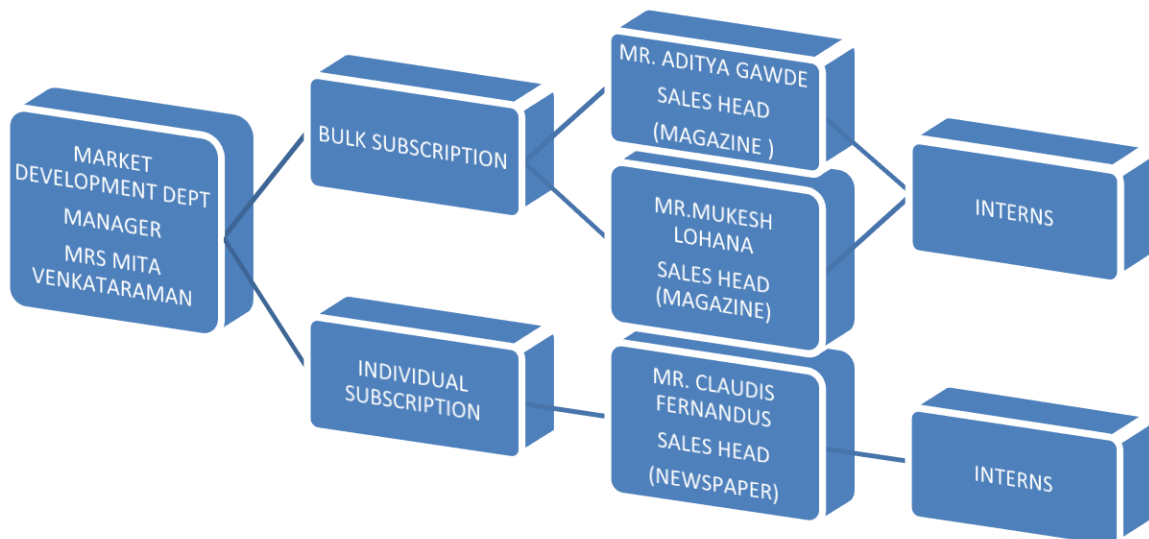 MARKET
DEVELOPMENT DEPT
MANAGER
MRS MITA
VENKATARAMAN
BULK SUBSCRIPTION
INDIVIDUAL
SUBSCRIPTION
MR. ADITYA GAWDE
SALES HEAD
(MAGAZINE )
MR.MUKESH
LOHANA
SALES HEAD
(MAGAZINE)
MR. CLAUDIS
FERNANDUS
SALES HEAD
(NEWSPAPER)
INTERNS
INTERNS